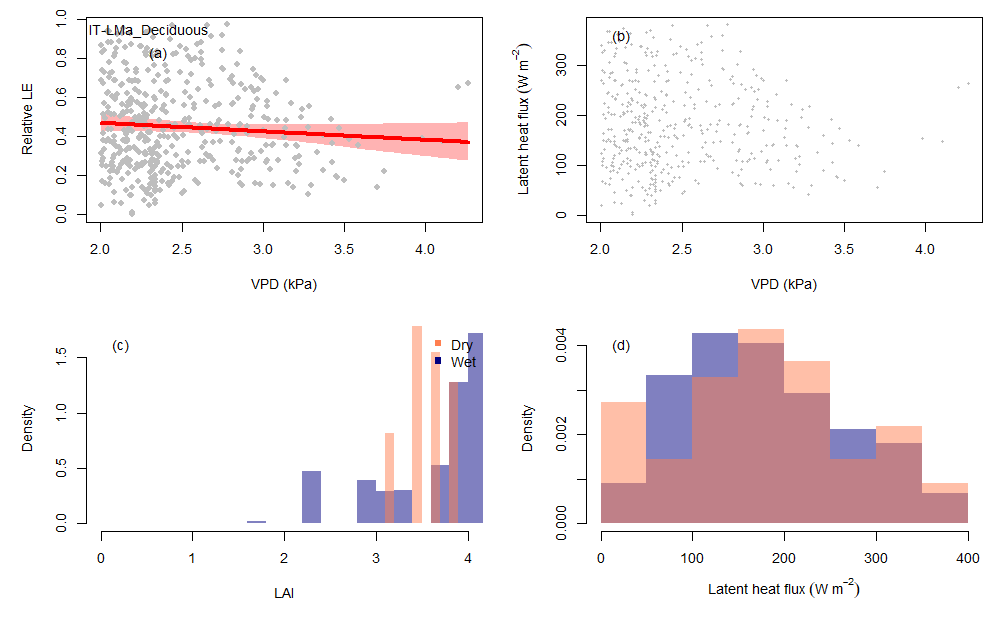 IT-LMa_Deciduous
(a)
Relative LE
0.0 0.2 0.4 0.6 0.8 1.0
2.0 2.5 3.0 3.5 4.0
VPD (kPa)
(b)
Latent heat flux (W m−2)
0 100 200 300
2.0 2.5 3.0 3.5 4.0
VPD (kPa)
(c)
Dry
Wet
Density
0.0 0.5 1.0 1.5
0 1 2 3 4
LAI
(d)
Density
0.000 0.002 0.004
0 100 200 300 400
Latent heat flux (W m−2)